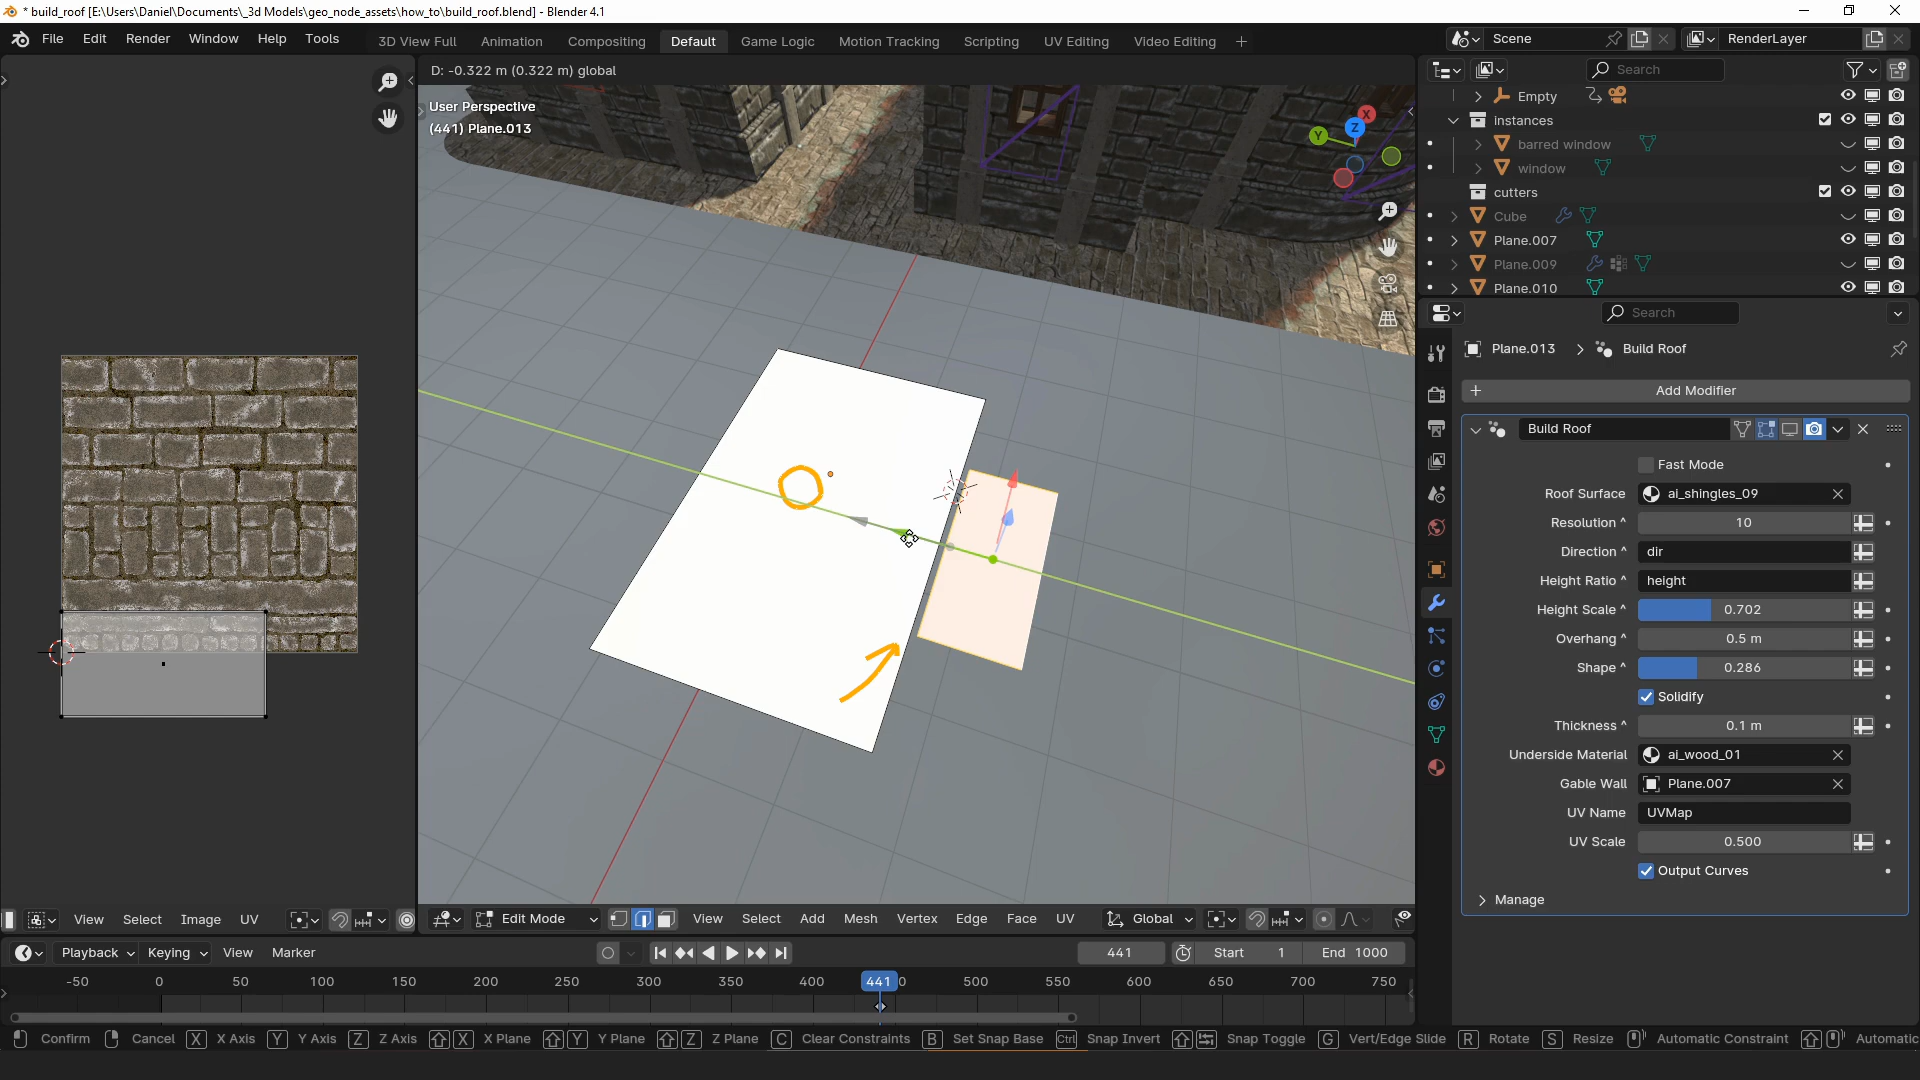 * build_roof [E:\Users\Daniel\Documents\_3d Models\geo_node_assets\how_to\build_roof.blend] - Blender 4.1
File Edit Render Window Help Tools 3D View Full Animation Compositing Default Game Logic Motion Tracking Scripting UV Editing Video Editing + Scene RenderLayer
D: -0.322 m (0.322 m) global
Search
User Perspective
(441) Plane.013
X
Y
Z
Empty
instances
barred window
window
cutters
Cube
Plane.007
Plane.009
Plane.010
Search
Plane.013 > Build Roof
+ Add Modifier
Build Roof
Fast Mode
Roof Surface ai_shingles_09
Resolution ^ 10
Direction ^ dir
Height Ratio ^ height
Height Scale ^ 0.702
Overhang ^ 0.5 m
Shape ^ 0.286
Solidify
Thickness ^ 0.1 m
Underside Material ai_wood_01
Gable Wall Plane.007
UV Name UVMap
UV Scale 0.500
Output Curves
Manage
View Select Image UV
Edit Mode View Select Add Mesh Vertex Edge Face UV Global
Playback Keying View Marker 441 Start 1 End 1000
-50 0 50 100 150 200 250 300 350 400 441 0 500 550 600 650 700 750
Confirm Cancel X X Axis Y Y Axis Z Z Axis X X Plane Y Y Plane Z Z Plane C Clear Constraints B Set Snap Base Ctrl Snap Invert Snap Toggle G Vert/Edge Slide R Rotate S Resize Automatic Constraint Automatic